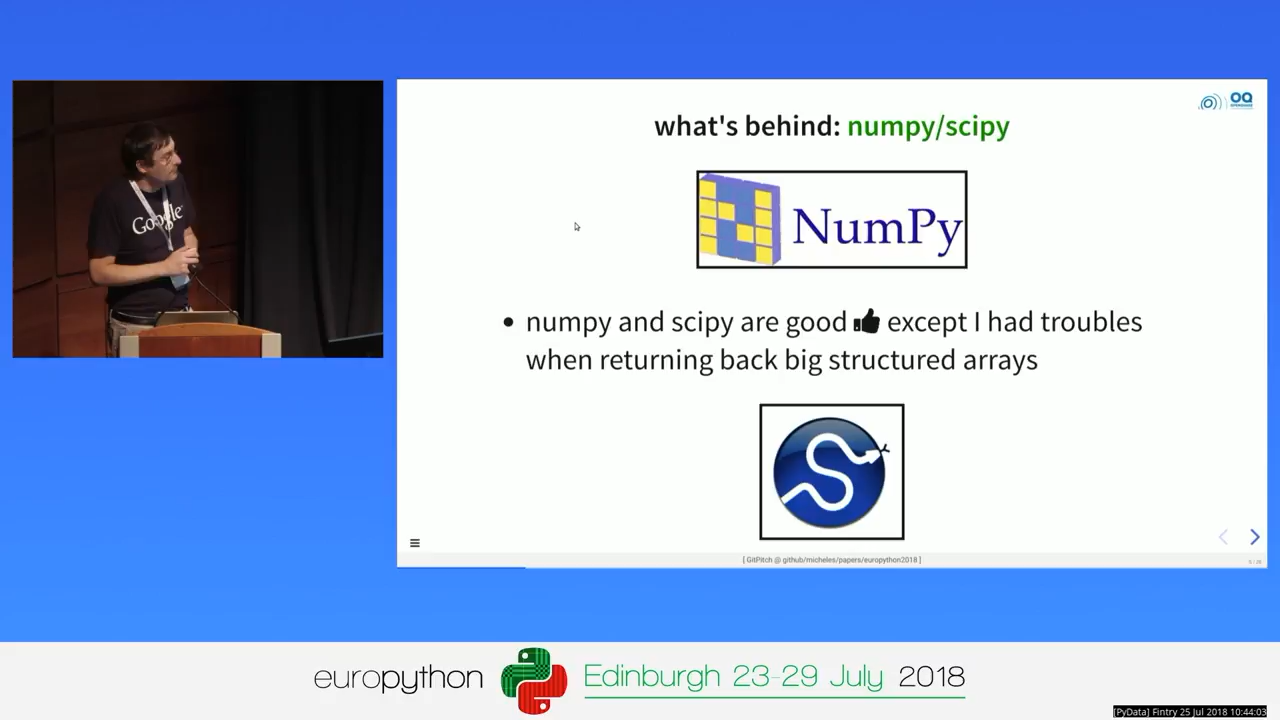 Google
OQ
what's behind: numpy/scipy
NumPy
numpy and scipy are good except I had troubles
when returning back big structured arrays
[ GitPitch @ github/micheles/papers/europython2018 ]
europython
Edinburgh 23-29 July 2018
[PyData] Fintry 25 Jul 2018 10:44:03